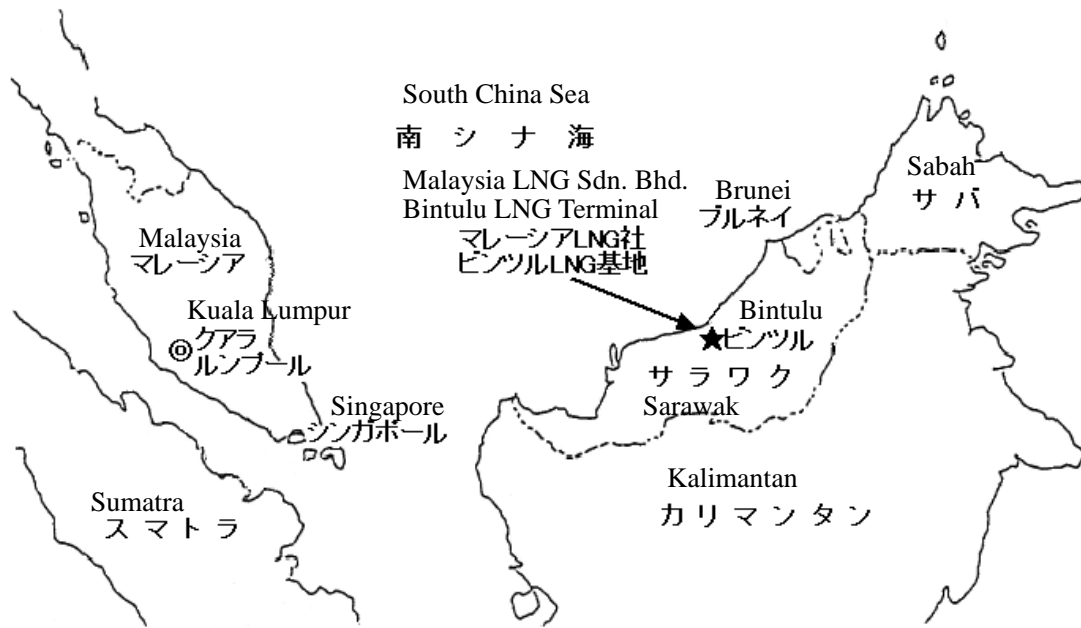 South China Sea
南シナ海
Malaysia LNG Sdn. Bhd.
Bintulu LNG Terminal
マレーシアLNG社
ビンツルLNG基地
Brunei
ブルネイ
Sabah
サバ
Malaysia
マレーシア
Kuala Lumpur
クアラ
ルンプール
Bintulu
ビンツル
サラワク
Sarawak
Singapore
シンガポール
Sumatra
スマトラ
Kalimantan
カリマンタン